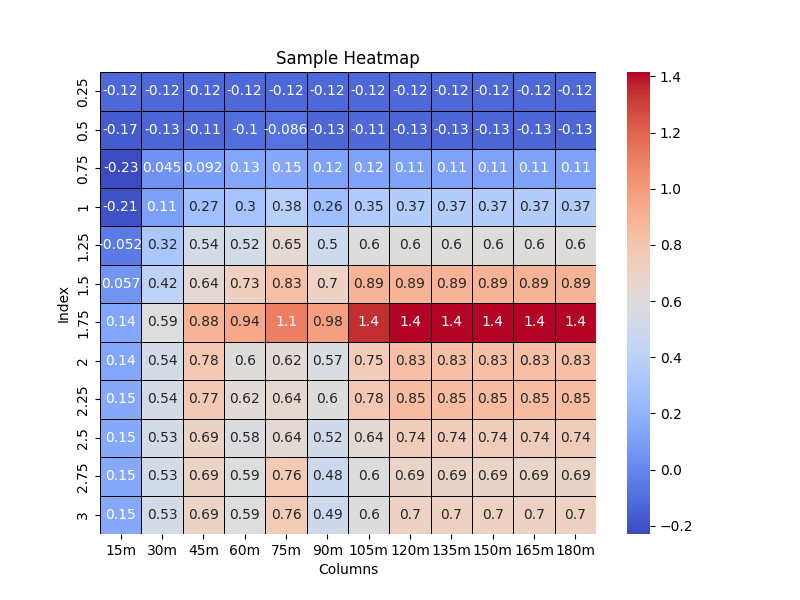 Sample Heatmap
0.25 -0.12 -0.12 -0.12 -0.12 -0.12 -0.12 -0.12 -0.12 -0.12 -0.12 -0.12 -0.12
0.5 -0.17 -0.13 -0.11 -0.1 -0.086 -0.13 -0.11 -0.13 -0.13 -0.13 -0.13 -0.13
0.75 -0.23 0.045 0.092 0.13 0.15 0.12 0.12 0.11 0.11 0.11 0.11 0.11
1 -0.21 0.11 0.27 0.3 0.38 0.26 0.35 0.37 0.37 0.37 0.37 0.37
1.25 -0.052 0.32 0.54 0.52 0.65 0.5 0.6 0.6 0.6 0.6 0.6 0.6
1.5 0.057 0.42 0.64 0.73 0.83 0.7 0.89 0.89 0.89 0.89 0.89 0.89
1.75 0.14 0.59 0.88 0.94 1.1 0.98 1.4 1.4 1.4 1.4 1.4 1.4
2 0.14 0.54 0.78 0.6 0.62 0.57 0.75 0.83 0.83 0.83 0.83 0.83
2.25 0.15 0.54 0.77 0.62 0.64 0.6 0.78 0.85 0.85 0.85 0.85 0.85
2.5 0.15 0.53 0.69 0.58 0.64 0.52 0.64 0.74 0.74 0.74 0.74 0.74
2.75 0.15 0.53 0.69 0.59 0.76 0.48 0.6 0.69 0.69 0.69 0.69 0.69
3 0.15 0.53 0.69 0.59 0.76 0.49 0.6 0.7 0.7 0.7 0.7 0.7
15m 30m 45m 60m 75m 90m 105m 120m 135m 150m 165m 180m
Columns
Index
1.4
1.2
1.0
0.8
0.6
0.4
0.2
0.0
−0.2